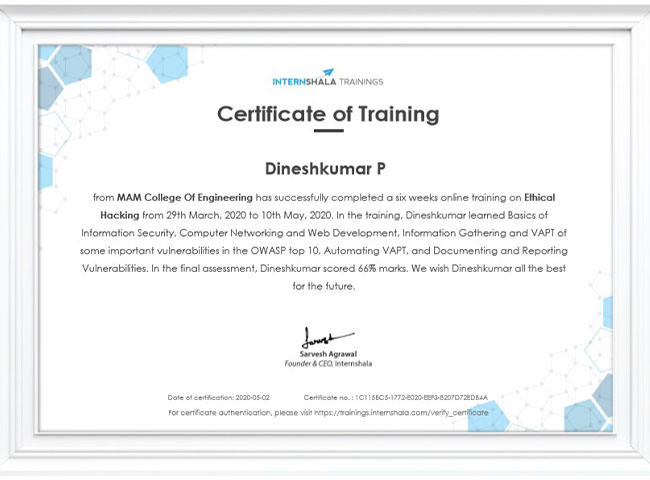 INTERNSHALA TRAININGS
Certificate of Training
Dineshkumar P
from MAM College Of Engineering has successfully completed a six weeks online training on Ethical
Hacking from 29th March, 2020 to 10th May, 2020. In the training, Dineshkumar learned Basics of
Information Security, Computer Networking and Web Development, Information Gathering and VAPT of
some important vulnerabilities in the OWASP top 10, Automating VAPT, and Documenting and Reporting
Vulnerabilities. In the final assessment, Dineshkumar scored 66% marks. We wish Dineshkumar all the best
for the future.
Sarvesh Agrawal
Founder & CEO, Internshala
Date of certification: 2020-05-02 Certificate no. :
For certificate authentication, please visit https://trainings.internshala.com/verify_certificate